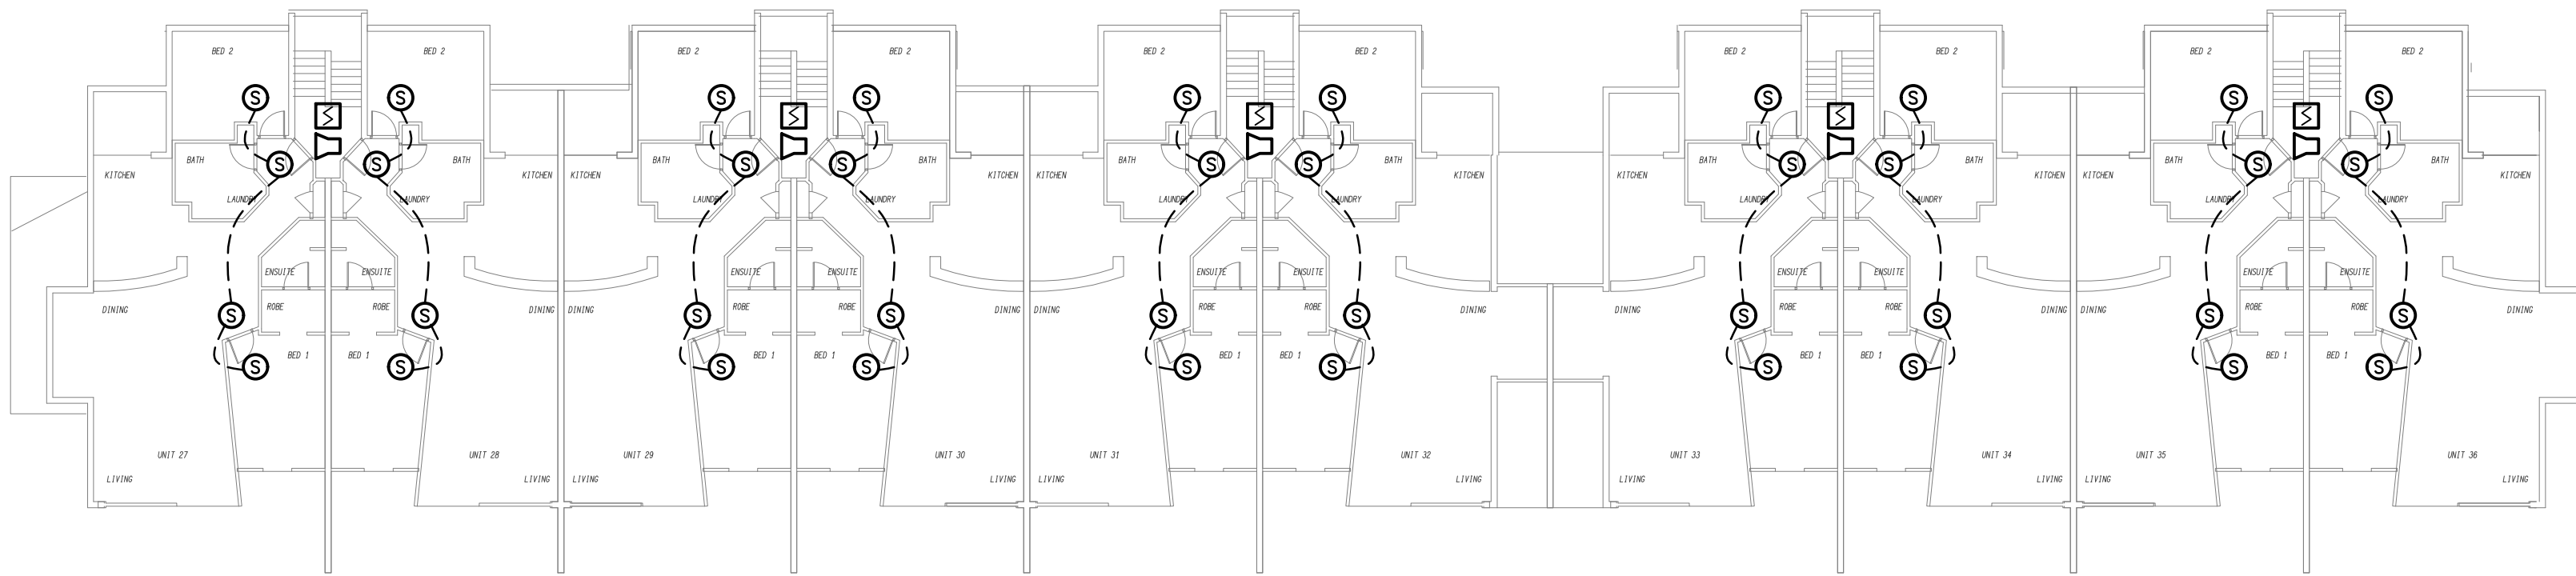 BED 2 BED 2 BED 2 BED 2 BED 2 BED 2 BED 2 BED 2 BED 2 BED 2
S S S S S S S S S S
BATH BATH BATH BATH BATH BATH BATH BATH BATH BATH
S S S S S S S S S S
KITCHEN KITCHEN KITCHEN KITCHEN KITCHEN KITCHEN KITCHEN KITCHEN KITCHEN KITCHEN
LAUNDRY LAUNDRY LAUNDRY LAUNDRY LAUNDRY LAUNDRY LAUNDRY LAUNDRY LAUNDRY LAUNDRY
ENSUITE ENSUITE ENSUITE ENSUITE ENSUITE ENSUITE ENSUITE ENSUITE ENSUITE ENSUITE
ROBE ROBE ROBE ROBE ROBE ROBE ROBE ROBE ROBE ROBE
DINING DINING DINING DINING DINING DINING DINING DINING DINING DINING
S S S S S S S S S S
BED 1 BED 1 BED 1 BED 1 BED 1 BED 1 BED 1 BED 1 BED 1 BED 1
S S S S S S S S S S
UNIT 27 UNIT 28 UNIT 29 UNIT 30 UNIT 31 UNIT 32 UNIT 33 UNIT 34 UNIT 35 UNIT 36
LIVING LIVING LIVING LIVING LIVING LIVING LIVING LIVING LIVING LIVING